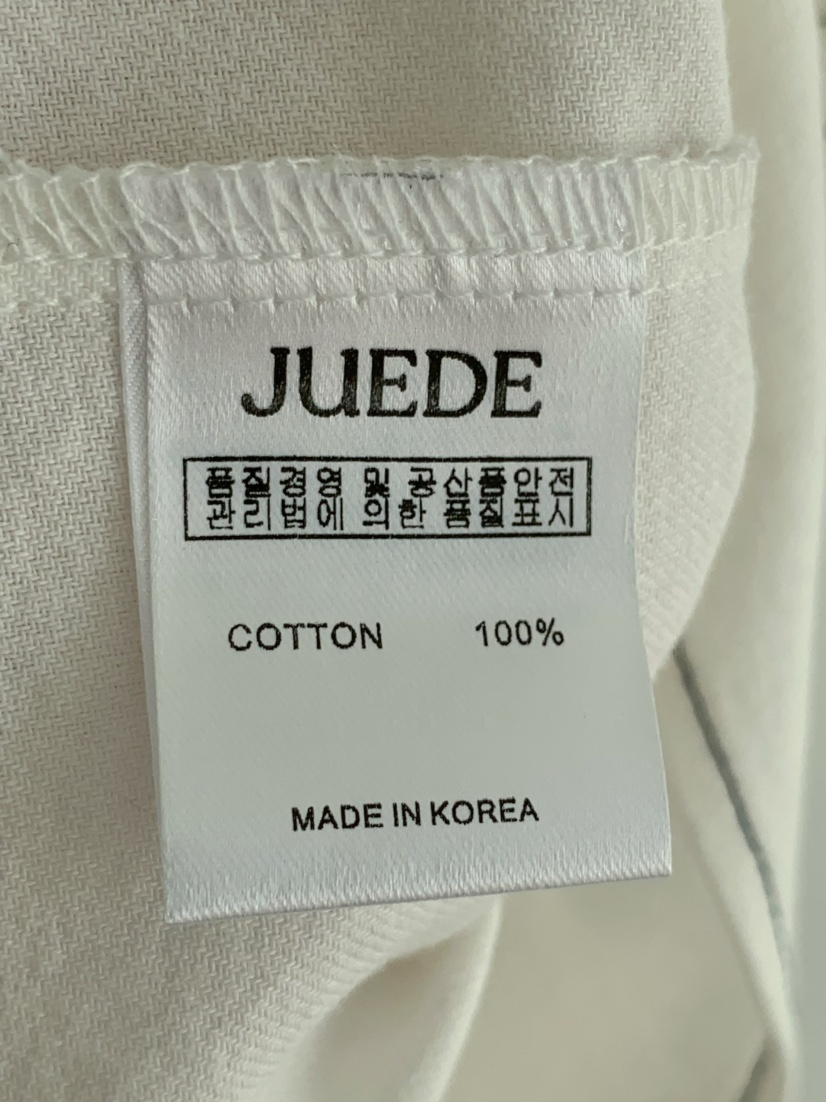 JUEDE
품질경영 및 공산품안전
관리법에 의한 품질표시
COTTON 100%
MADE IN KOREA